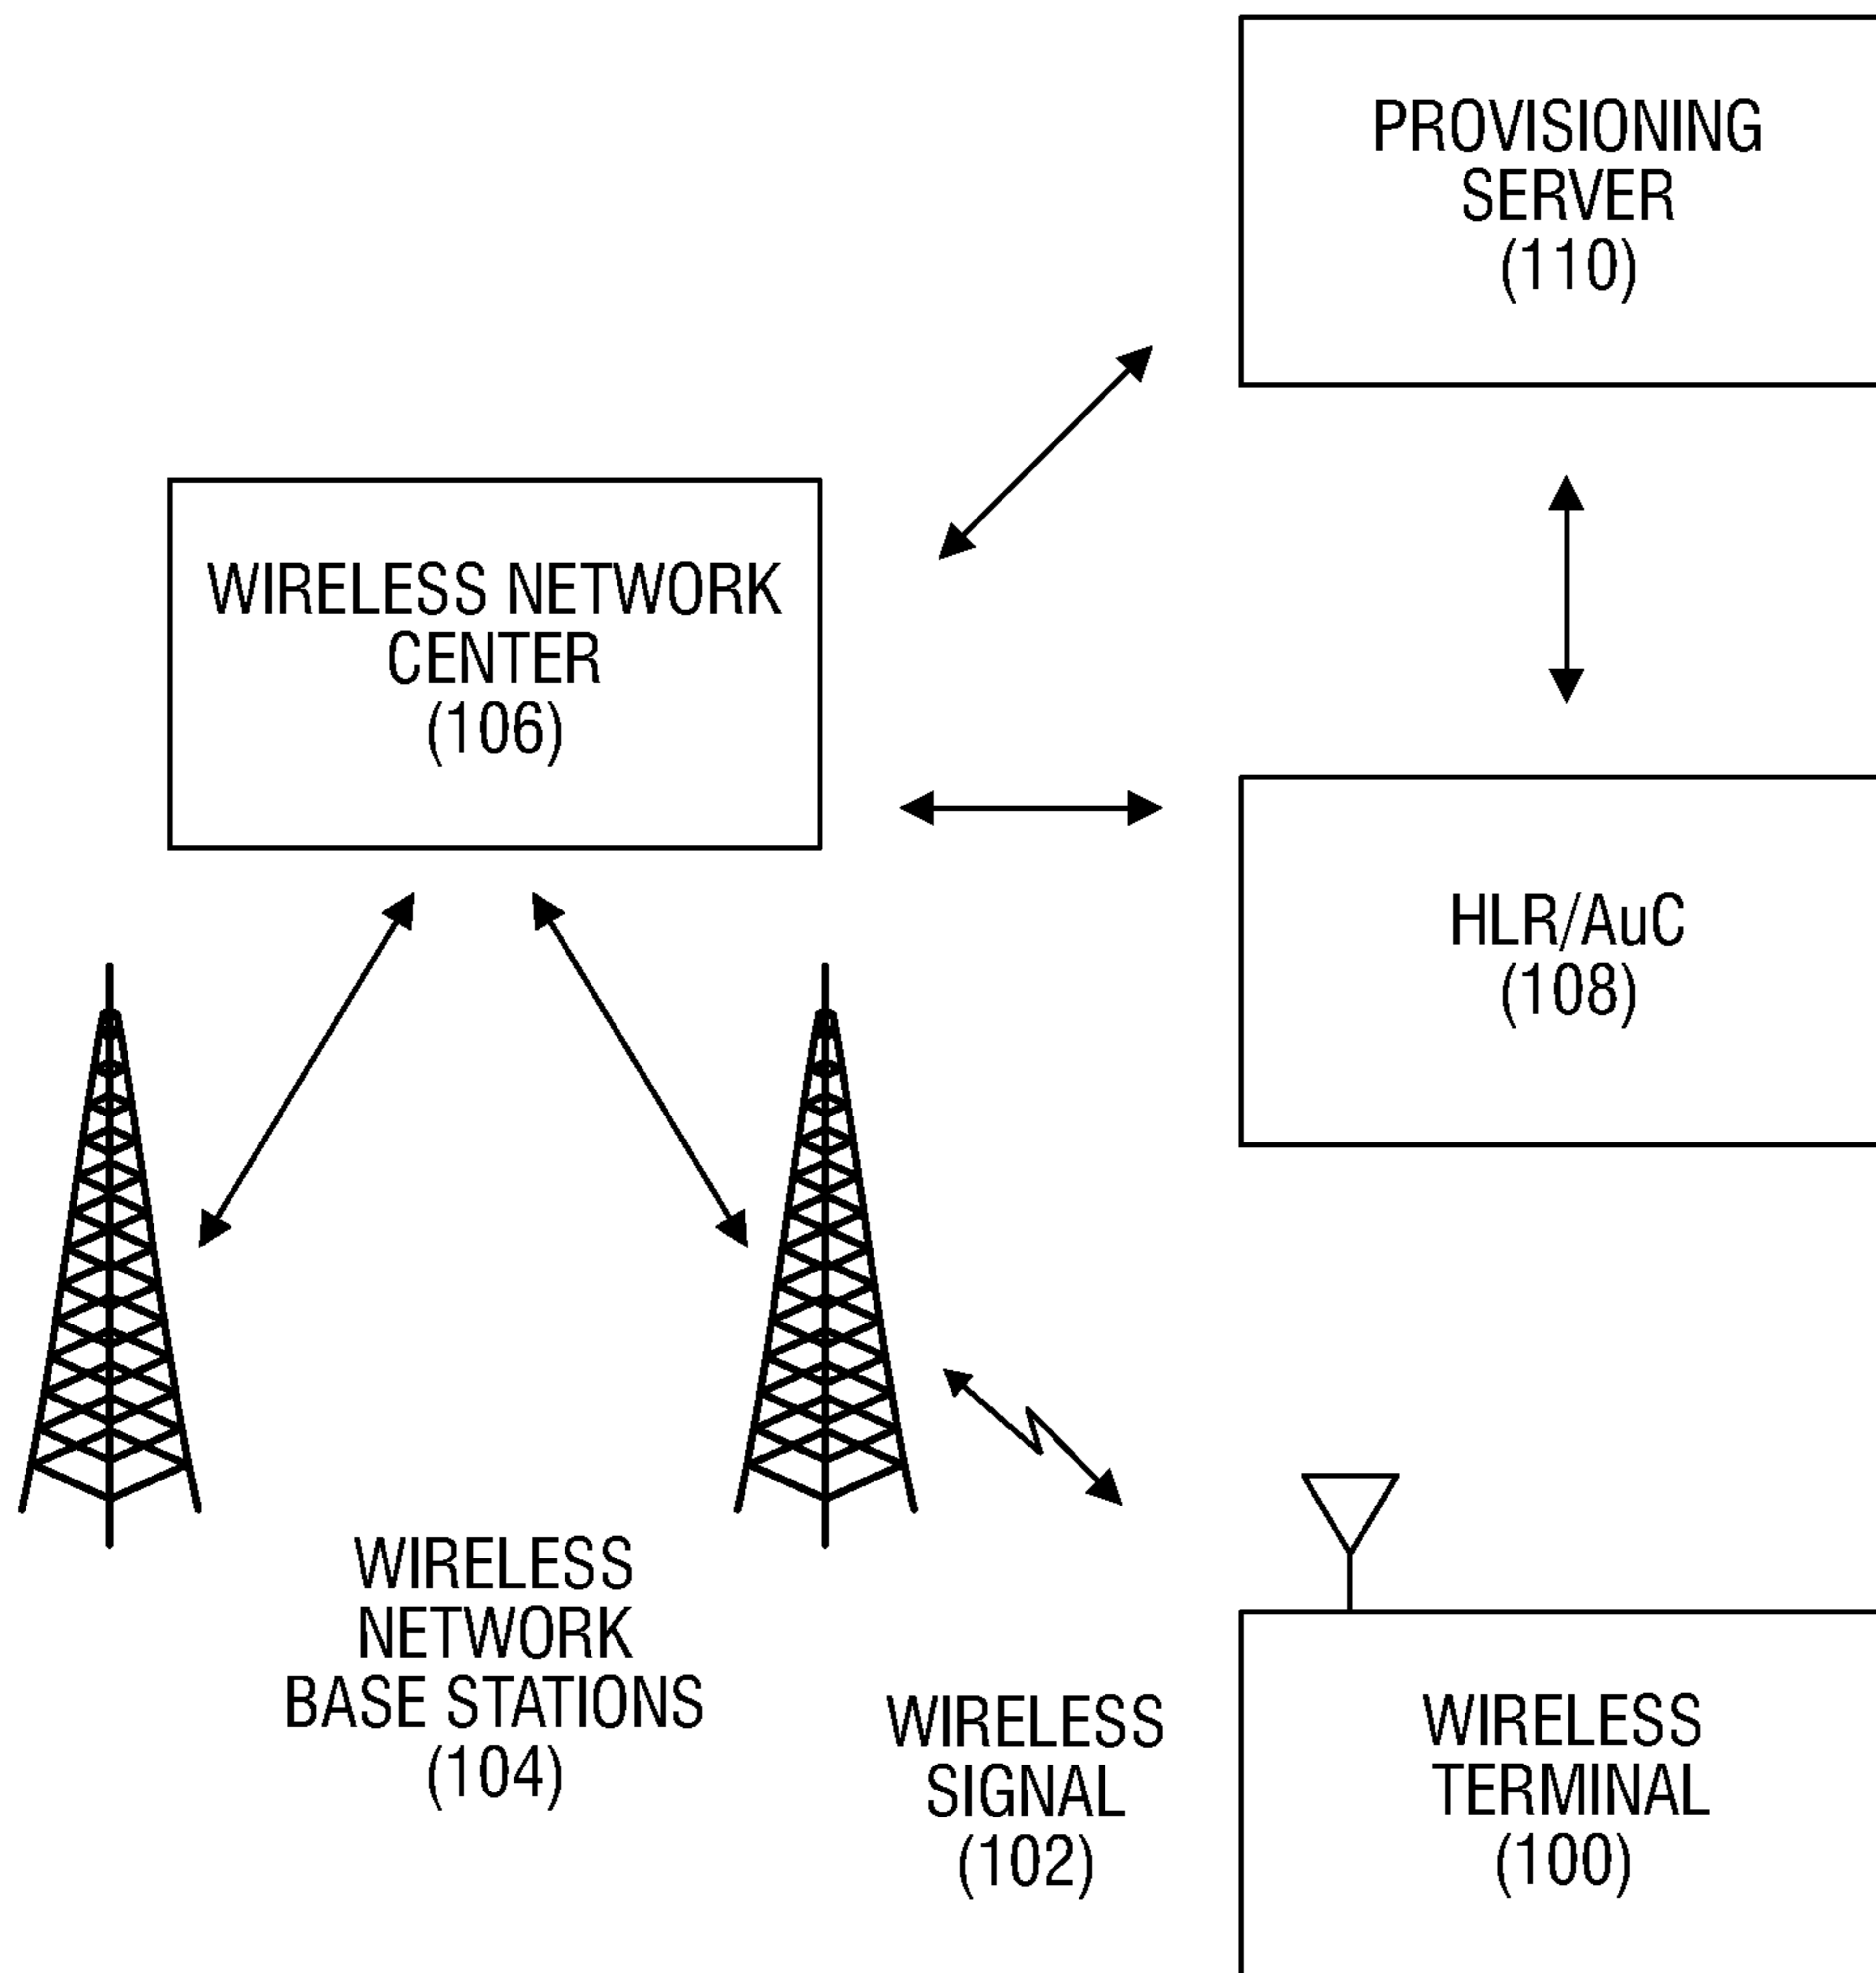 PROVISIONING
SERVER
(110)
WIRELESS NETWORK
CENTER
(106)
HLR/AuC
(108)
WIRELESS
NETWORK
BASE STATIONS
(104)
WIRELESS
SIGNAL
(102)
WIRELESS
TERMINAL
(100)